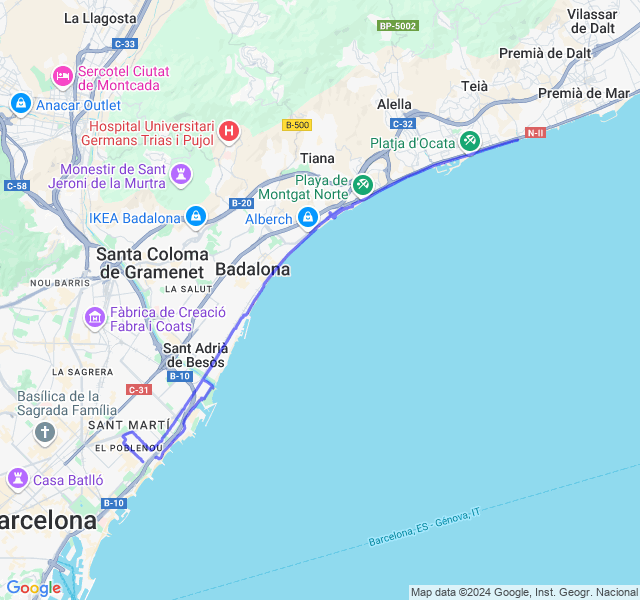 La Llagosta
BP-5002
Vilassar
de Dalt
C-33
Premià de Dalt
Sercotel Ciutat
de Montcada
Teià
Anacar Outlet
Alella
Premià de Mar
C-32
Hospital Universitari
Germans Trias i Pujol
B-500
N-II
Platja d'Ocata
Tiana
Monestir de Sant
Jeroni de la Murtra
Playa de
Montgat Norte
C-58
B-20
IKEA Badalona
Alberch
Santa Coloma
de Gramenet
Badalona
NOU BARRIS
LA SALUT
Fàbrica de Creació
Fabra i Coats
Sant Adrià
de Besòs
LA SAGRERA
B-10
C-31
Basílica de la
Sagrada Família
SANT MARTÍ
EL POBLENOU
Casa Batlló
B-10
arcelona
Barcelona, ES - Génova, IT
Google
Map data ©2024 Google, Inst. Geogr. Nacional